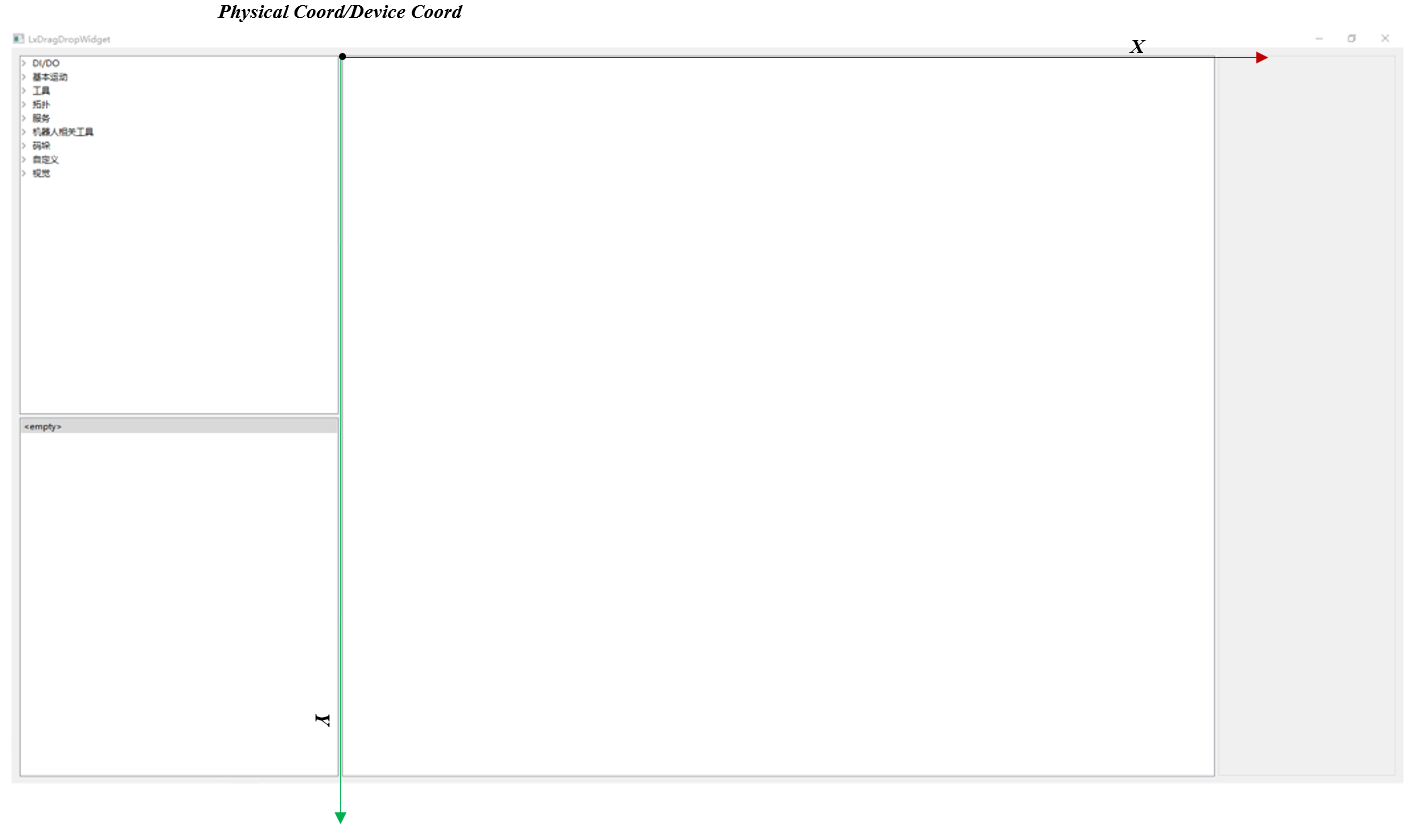 Physical Coord/Device Coord
LxDragDropWidget
X
DI/DO
基本运动
工具
拓扑
服务
机器人相关工具
码垛
自定义
视觉
<empty>
Y